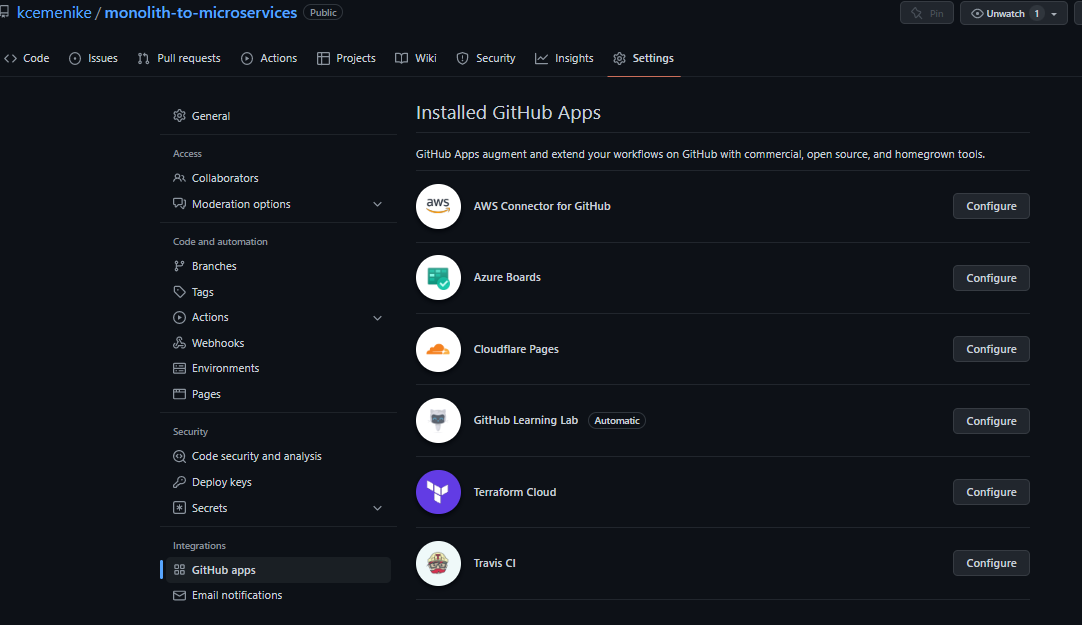 kcemenike / monolith-to-microservices Public
Pin Unwatch 1
Code Issues Pull requests Actions Projects Wiki Security Insights Settings
General
Access
Collaborators
Moderation options
Code and automation
Branches
Tags
Actions
Webhooks
Environments
Pages
Security
Code security and analysis
Deploy keys
Secrets
Integrations
GitHub apps
Email notifications
Installed GitHub Apps
GitHub Apps augment and extend your workflows on GitHub with commercial, open source, and homegrown tools.
aws AWS Connector for GitHub Configure
Azure Boards Configure
Cloudflare Pages Configure
GitHub Learning Lab Automatic Configure
Terraform Cloud Configure
Travis CI Configure